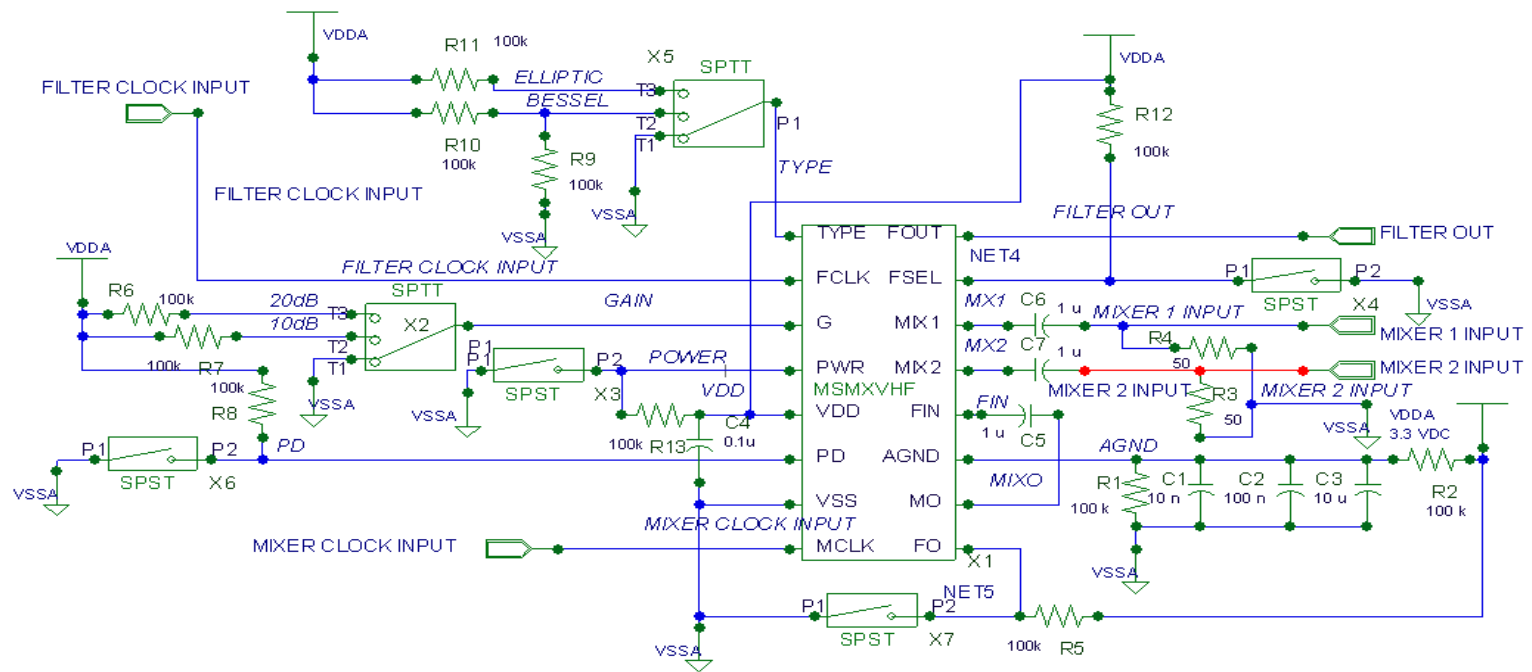 VDDA
R11 100k
X5
SPTT
ELLIPTIC
T3
BESSEL
T2
T1
P1
R10
100k
R9
100k
VSSA
VSSA
TYPE
VDDA
R12
100k
FILTER CLOCK INPUT
FILTER CLOCK INPUT
FILTER CLOCK INPUT
VDDA
R6
100k
20dB
10dB
R7
100k
SPTT
X2
T3
T2
T1
VSSA
GAIN
100k
R8
P1
P2
SPST
X6
VSSA
PD
P1
P1
P2
SPST
X3
VSSA
POWER
VDD
100k
R13
C4
0.1u
MIXER CLOCK INPUT
MIXER CLOCK INPUT
TYPE FOUT
FCLK FSEL
G MIX1
PWR MIX2
MSMXVHF
VDD FIN
PD AGND
VSS MO
MCLK FO
X1
FILTER OUT
FILTER OUT
NET4
P1
P2
SPST
X4
VSSA
MX1
C6
1 u
MIXER 1 INPUT
MIXER 1 INPUT
MX2
C7
1 u
R4
50
MIXER 2 INPUT
MIXER 2 INPUT
MIXER 2 INPUT
R3
50
VSSA
FIN
1 u
C5
MIXO
AGND
VDDA
3.3 VDC
R1
100 k
C1
10 n
C2
100 n
C3
10 u
R2
100 k
VSSA
NET5
P1
P2
SPST
X7
100k
R5
VSSA